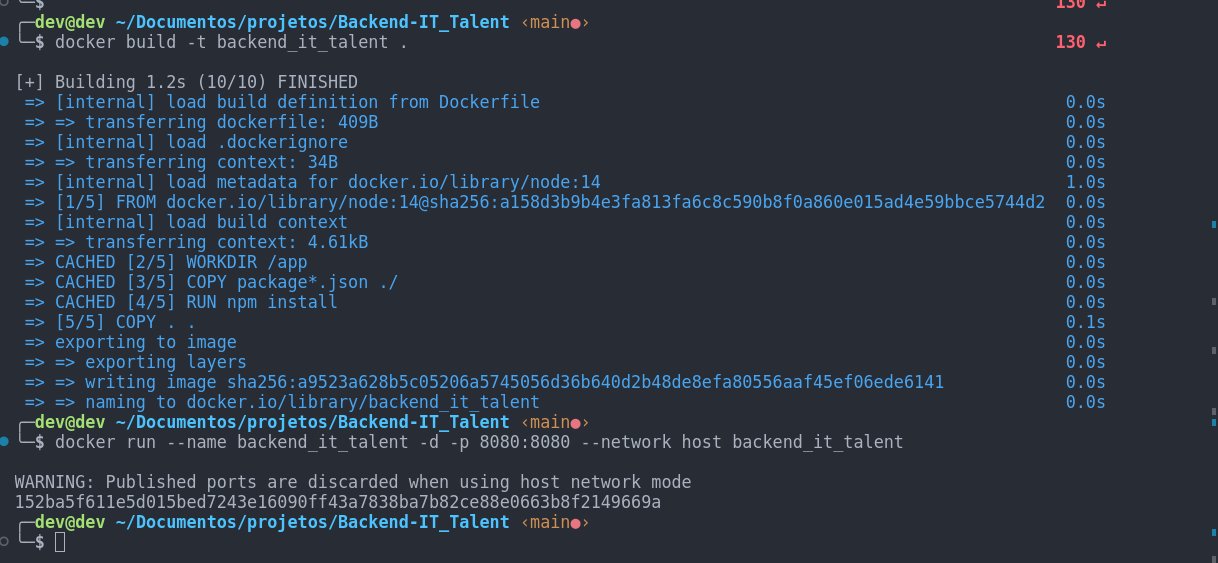 ╰─$ 130 ↵
╭─dev@dev ~/Documentos/projetos/Backend-IT_Talent ‹main●›
╰─$ docker build -t backend_it_talent . 130 ↵
[+] Building 1.2s (10/10) FINISHED
=> [internal] load build definition from Dockerfile 0.0s
=> => transferring dockerfile: 409B 0.0s
=> [internal] load .dockerignore 0.0s
=> => transferring context: 34B 0.0s
=> [internal] load metadata for docker.io/library/node:14 1.0s
=> [1/5] FROM docker.io/library/node:14@sha256:a158d3b9b4e3fa813fa6c8c590b8f0a860e015ad4e59bbce5744d2 0.0s
=> [internal] load build context 0.0s
=> => transferring context: 4.61kB 0.0s
=> CACHED [2/5] WORKDIR /app 0.0s
=> CACHED [3/5] COPY package*.json ./ 0.0s
=> CACHED [4/5] RUN npm install 0.0s
=> [5/5] COPY . . 0.1s
=> exporting to image 0.0s
=> => exporting layers 0.0s
=> => writing image sha256:a9523a628b5c05206a5745056d36b640d2b48de8efa80556aaf45ef06ede6141 0.0s
=> => naming to docker.io/library/backend_it_talent 0.0s
╭─dev@dev ~/Documentos/projetos/Backend-IT_Talent ‹main●›
╰─$ docker run --name backend_it_talent -d -p 8080:8080 --network host backend_it_talent
WARNING: Published ports are discarded when using host network mode
152ba5f611e5d015bed7243e16090ff43a7838ba7b82ce88e0663b8f2149669a
╭─dev@dev ~/Documentos/projetos/Backend-IT_Talent ‹main●›
╰─$